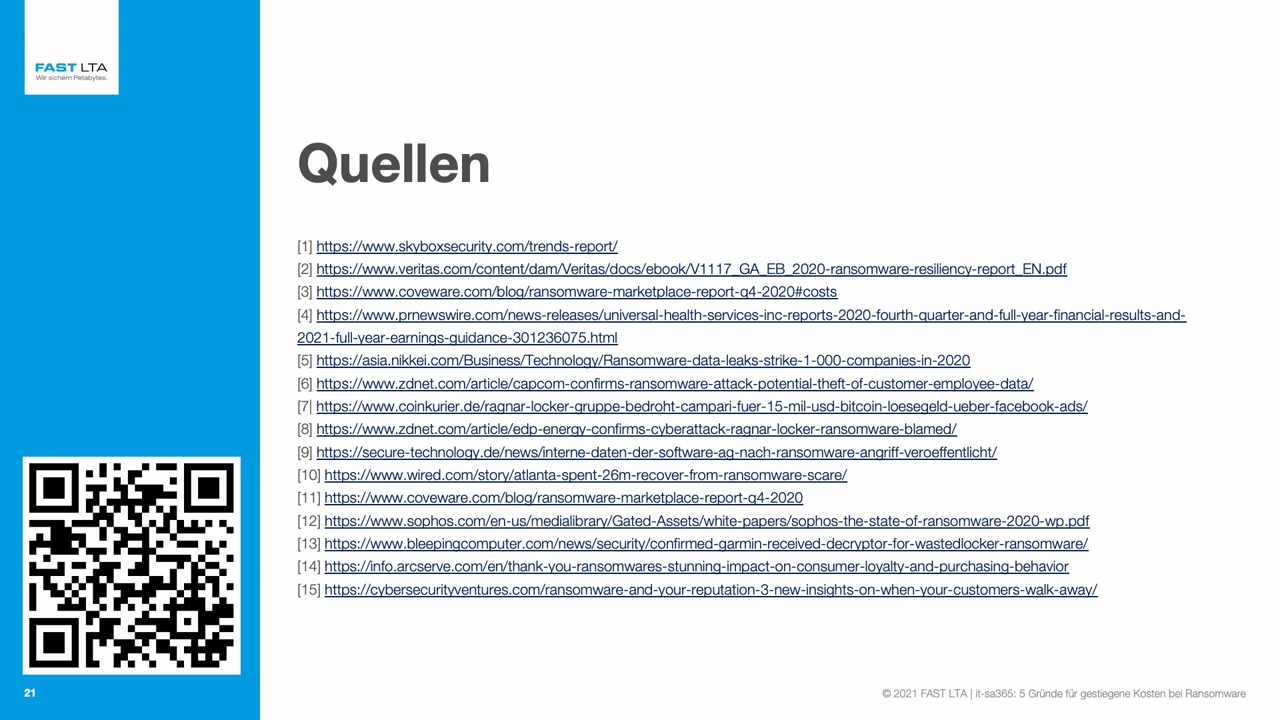 FAST LTA
Wir sichern Petabytes.
Quellen
[1] https://www.skyboxsecurity.com/trends-report/
[2] https://www.veritas.com/content/dam/Veritas/docs/ebook/V1117_GA_EB_2020-ransomware-resiliency-report_EN.pdf
[3] https://www.coveware.com/blog/ransomware-marketplace-report-q4-2020#costs
[4] https://www.prnewswire.com/news-releases/universal-health-services-inc-reports-2020-fourth-quarter-and-full-year-financial-results-and-
2021-full-year-earnings-guidance-301236075.html
[5] https://asia.nikkei.com/Business/Technology/Ransomware-data-leaks-strike-1-000-companies-in-2020
[6] https://www.zdnet.com/article/capcom-confirms-ransomware-attack-potential-theft-of-customer-employee-data/
[7] https://www.coinkurier.de/ragnar-locker-gruppe-bedroht-campari-fuer-15-mil-usd-bitcoin-loesegeld-ueber-facebook-ads/
[8] https://www.zdnet.com/article/edp-energy-confirms-cyberattack-ragnar-locker-ransomware-blamed/
[9] https://secure-technology.de/news/interne-daten-der-software-ag-nach-ransomware-angriff-veroeffentlicht/
[10] https://www.wired.com/story/atlanta-spent-26m-recover-from-ransomware-scare/
[11] https://www.coveware.com/blog/ransomware-marketplace-report-q4-2020
[12] https://www.sophos.com/en-us/medialibrary/Gated-Assets/white-papers/sophos-the-state-of-ransomware-2020-wp.pdf
[13] https://www.bleepingcomputer.com/news/security/confirmed-garmin-received-decryptor-for-wastedlocker-ransomware/
[14] https://info.arcserve.com/en/thank-you-ransomwares-stunning-impact-on-consumer-loyalty-and-purchasing-behavior
[15] https://cybersecurityventures.com/ransomware-and-your-reputation-3-new-insights-on-when-your-customers-walk-away/
21
© 2021 FAST LTA | it-sa365: 5 Gründe für gestiegene Kosten bei Ransomware